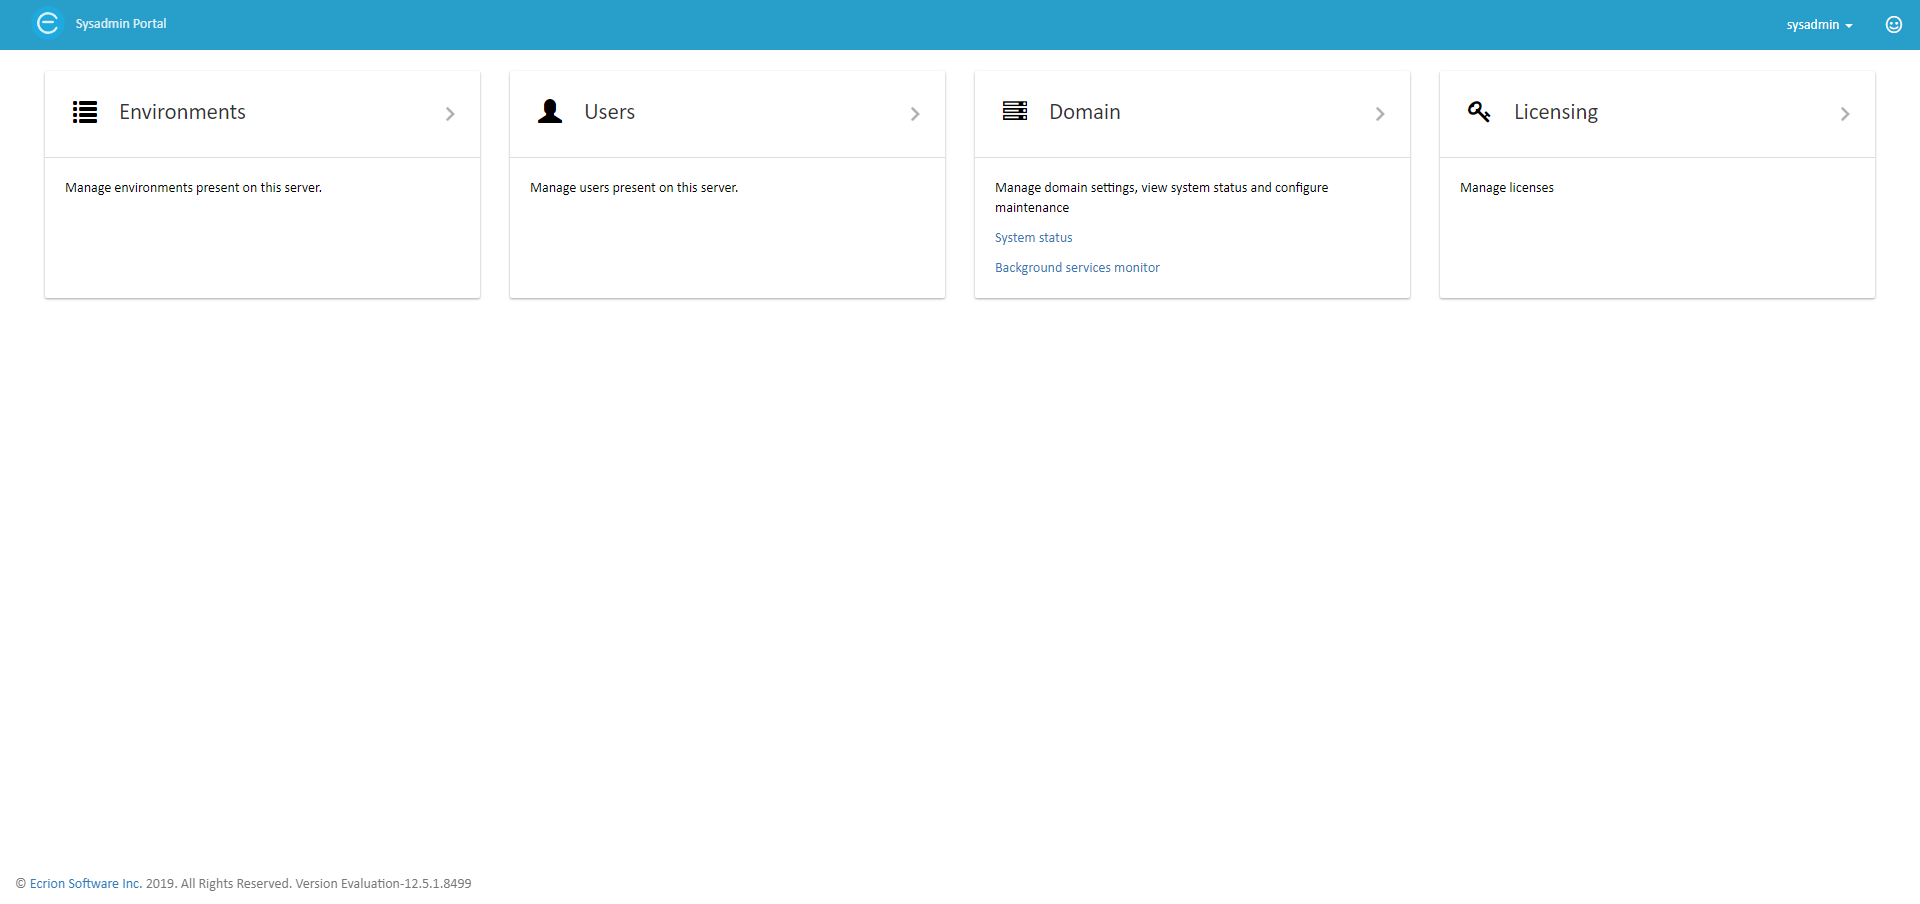 Sysadmin Portal
sysadmin
Environments
Manage environments present on this server.
Users
Manage users present on this server.
Domain
Manage domain settings, view system status and configure
maintenance
System status
Background services monitor
Licensing
Manage licenses
© Ecrion Software Inc. 2019. All Rights Reserved. Version Evaluation-12.5.1.8499